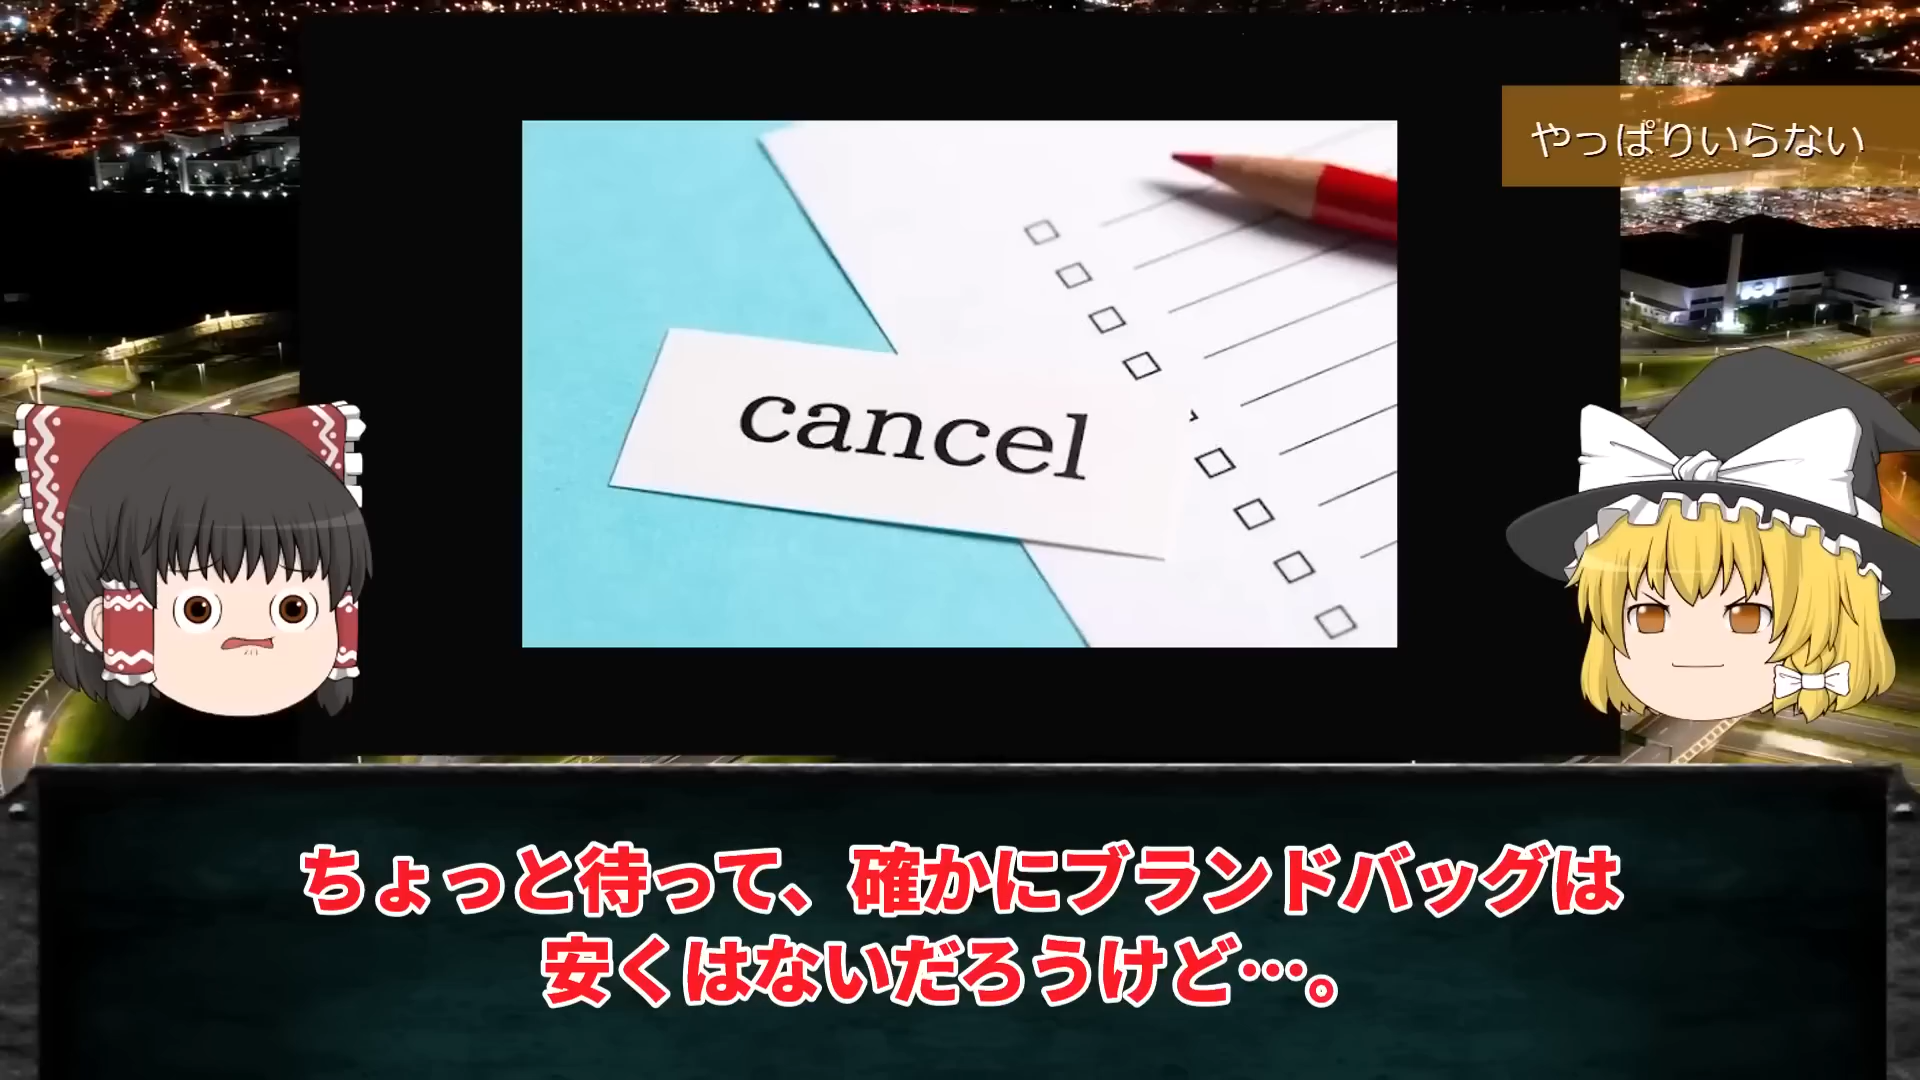 やっぱりいらない
cancel
ちょっと待って、確かにブランドバッグは
安くはないだろうけど…。